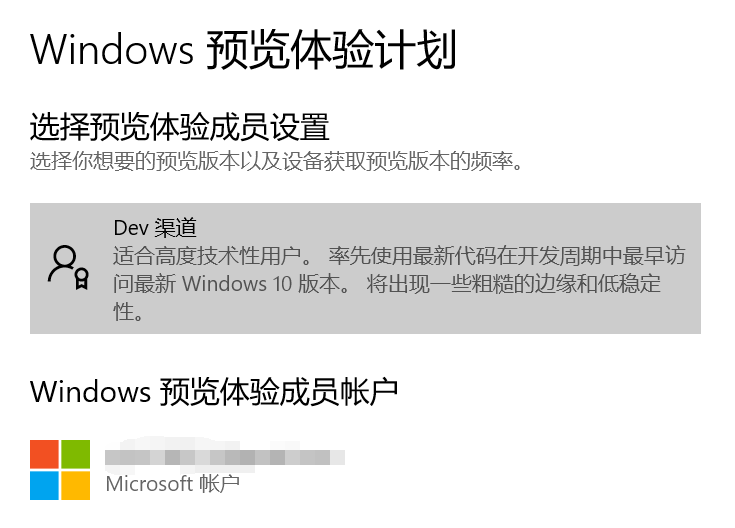 Windows 预览体验计划
选择预览体验成员设置
选择你想要的预览版本以及设备获取预览版本的频率。
Dev 渠道
适合高度技术性用户。 率先使用最新代码在开发周期中最早访
问最新 Windows 10 版本。 将出现一些粗糙的边缘和低稳定
性。
Windows 预览体验成员帐户
Microsoft 帐户